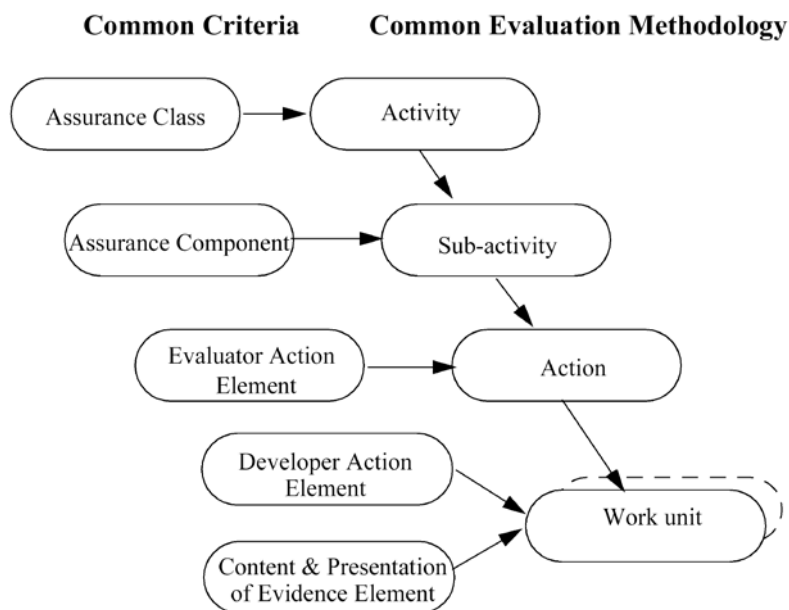 Common Criteria
Common Evaluation Methodology
Assurance Class
Activity
Assurance Component
Sub-activity
Evaluator Action
Element
Action
Developer Action
Element
Work unit
Content & Presentation
of Evidence Element